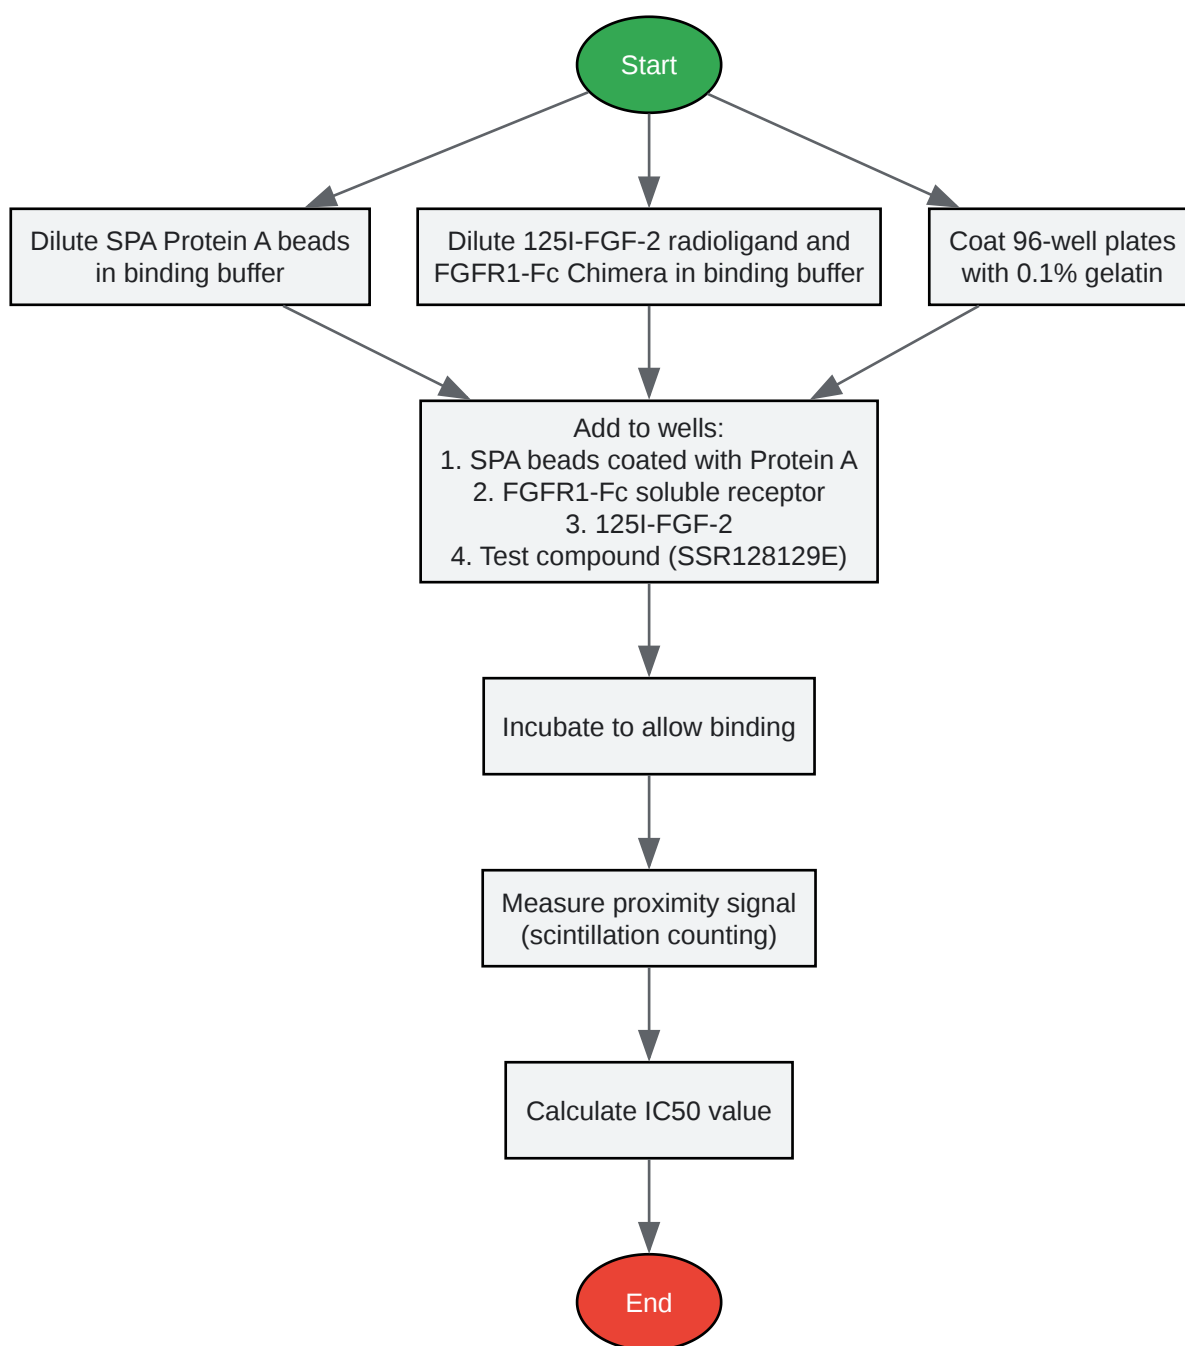 Start
Dilute SPA Protein A beads
in binding buffer
Dilute 125I-FGF-2 radioligand and
FGFR1-Fc Chimera in binding buffer
Coat 96-well plates
with 0.1% gelatin
Add to wells:
1. SPA beads coated with Protein A
2. FGFR1-Fc soluble receptor
3. 125I-FGF-2
4. Test compound (SSR128129E)
Incubate to allow binding
Measure proximity signal
(scintillation counting)
Calculate IC50 value
End